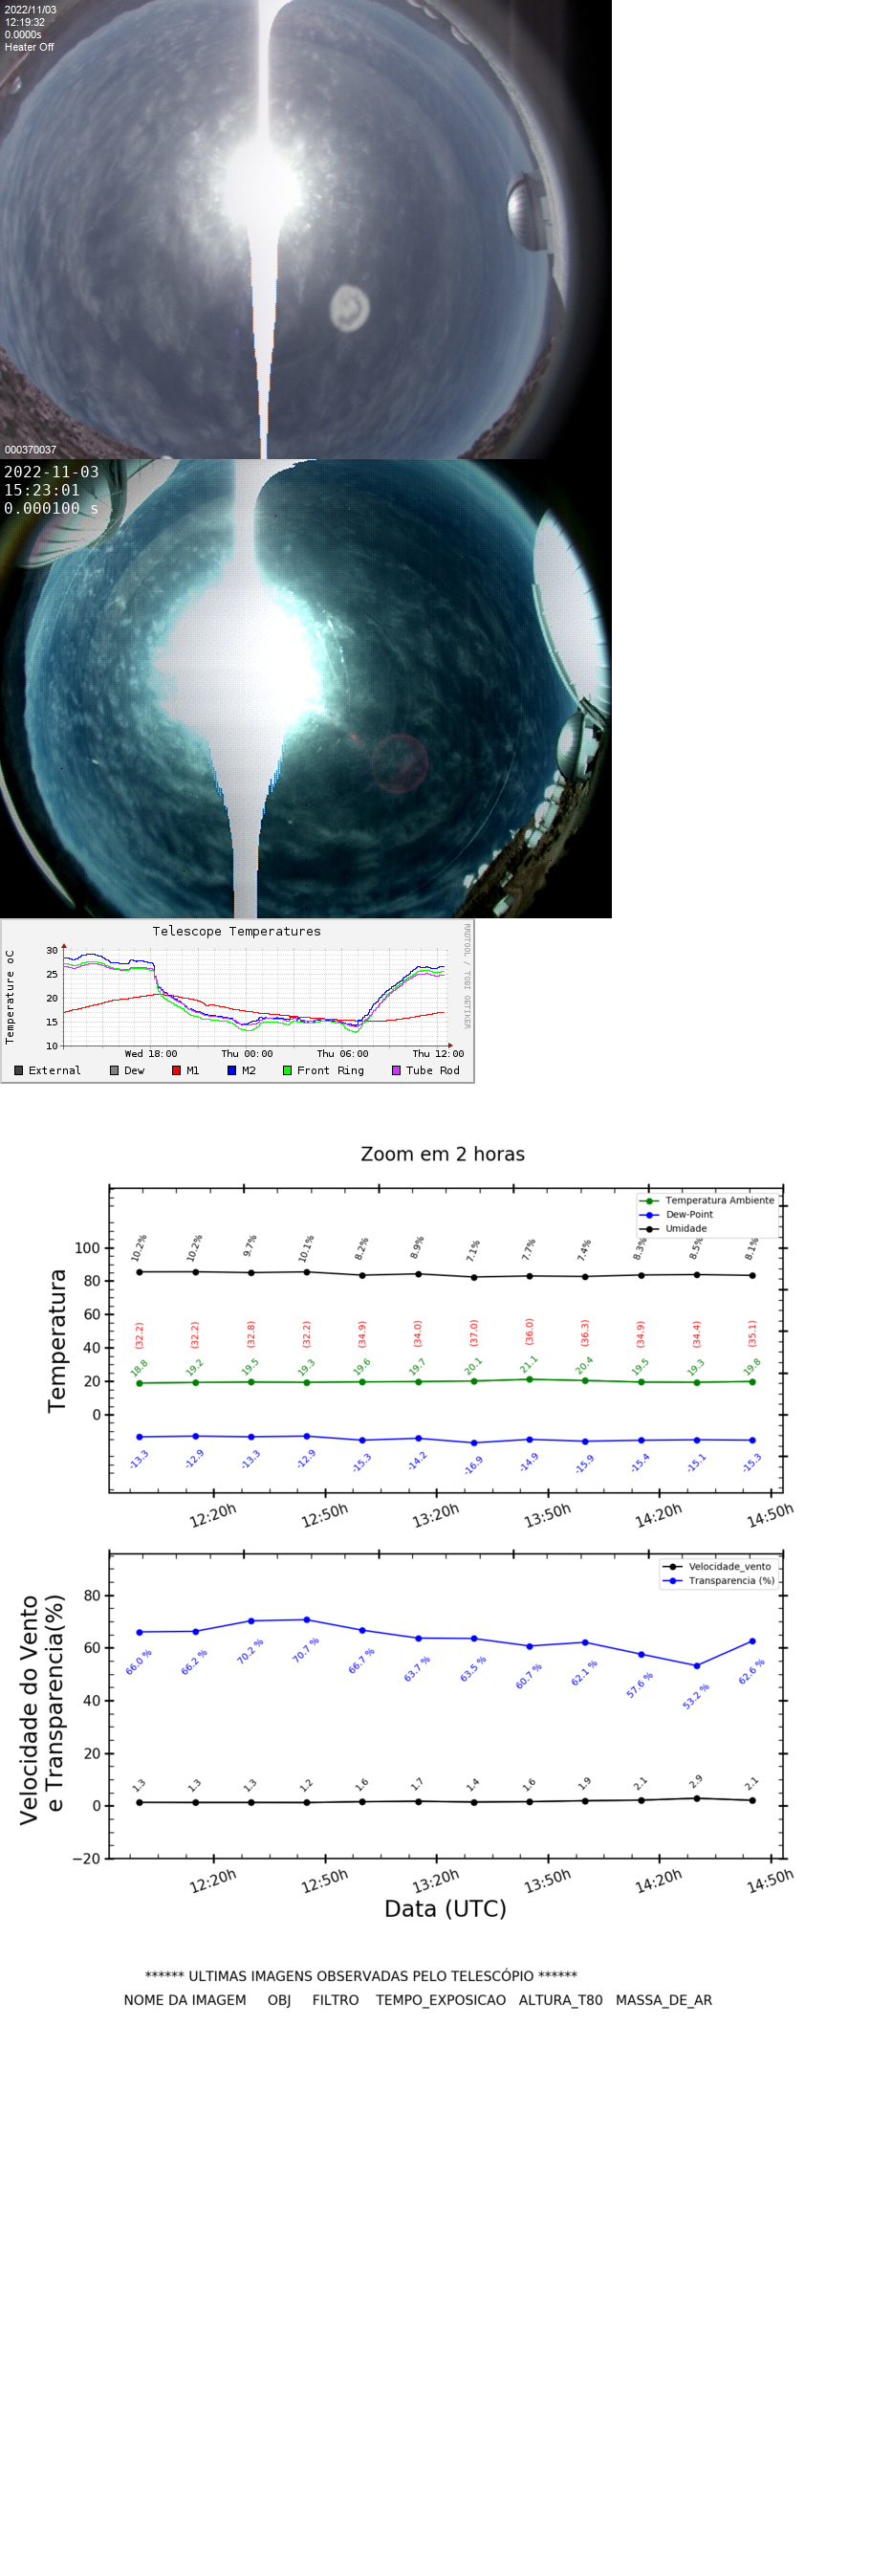 2022/11/03
12:19:32
0.0000s
Heater Off
000370037
2022-11-03
15:23:01
0.000100 s
Telescope Temperatures
RRDTOOL / TOBI OETIKER
Temperature oC
30
25
20
15
10
Wed 18:00 Thu 00:00 Thu 06:00 Thu 12:00
External Dew M1 M2 Front Ring Tube Rod
Zoom em 2 horas
Temperatura Ambiente
Dew-Point
Umidade
Temperatura
100
80
60
40
20
0
10.2% 10.2% 9.7% 10.1% 8.2% 8.9% 7.1% 7.7% 7.4% 8.3% 8.5% 8.1%
(32.2) (32.2) (32.8) (32.2) (34.9) (34.0) (37.0) (36.0) (36.3) (34.9) (34.4) (35.1)
18.8 19.2 19.5 19.3 19.6 19.7 20.1 21.1 20.4 19.5 19.3 19.8
-13.3 -12.9 -13.3 -12.9 -15.3 -14.2 -16.9 -14.9 -15.9 -15.4 -15.1 -15.3
12:20h 12:50h 13:20h 13:50h 14:20h 14:50h
Velocidade_vento
Transparencia (%)
Velocidade do Vento
e Transparencia(%)
80
60
40
20
0
−20
66.0 % 66.2 % 70.2 % 70.7 % 66.7 % 63.7 % 63.5 % 60.7 % 62.1 % 57.6 % 53.2 % 62.6 %
1.3 1.3 1.3 1.2 1.6 1.7 1.4 1.6 1.9 2.1 2.9 2.1
12:20h 12:50h 13:20h 13:50h 14:20h 14:50h
Data (UTC)
****** ULTIMAS IMAGENS OBSERVADAS PELO TELESCÓPIO ******
NOME DA IMAGEM OBJ FILTRO TEMPO_EXPOSICAO ALTURA_T80 MASSA_DE_AR